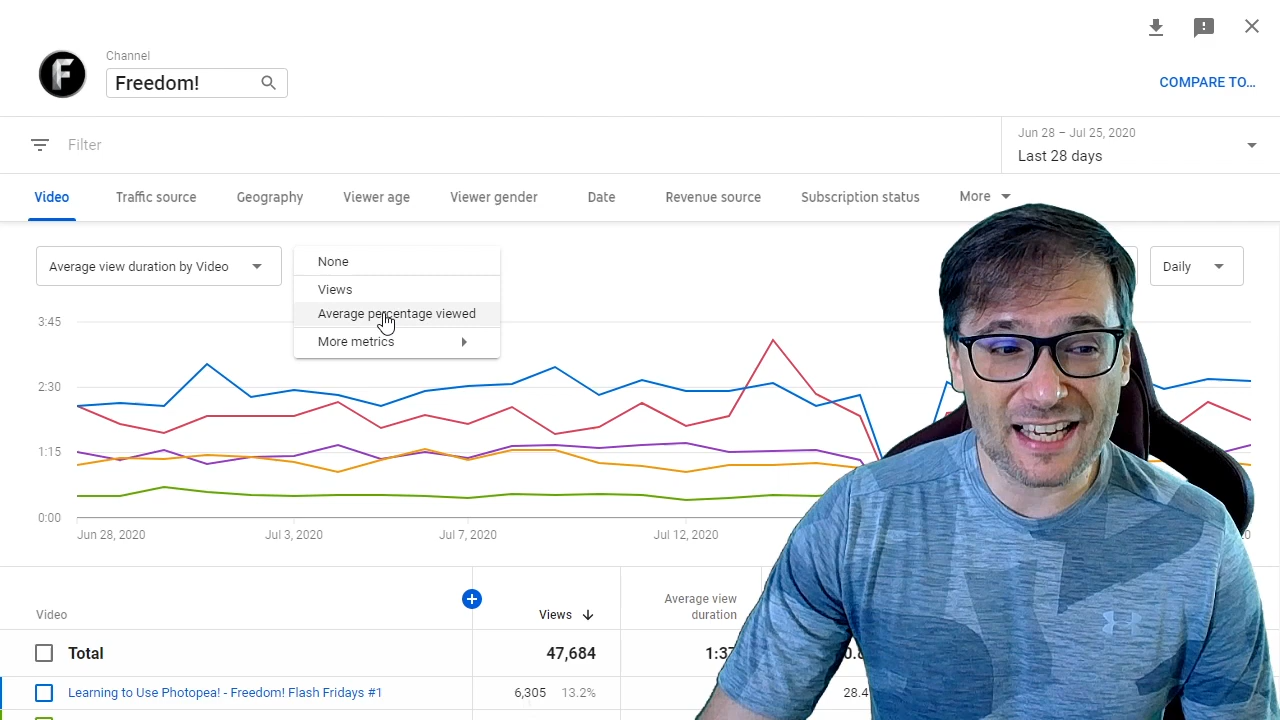 Channel
Freedom!
COMPARE TO...
Filter
Jun 28 – Jul 25, 2020
Last 28 days
Video
Traffic source
Geography
Viewer age
Viewer gender
Date
Revenue source
Subscription status
More
Average view duration by Video
None
Views
Average percentage viewed
More metrics
Daily
3:45
2:30
1:15
0:00
Jun 28, 2020
Jul 3, 2020
Jul 7, 2020
Jul 12, 2020
Video
Views
Average view
duration
Total
47,684
Learning to Use Photopea! - Freedom! Flash Fridays #1
6,305
13.2%